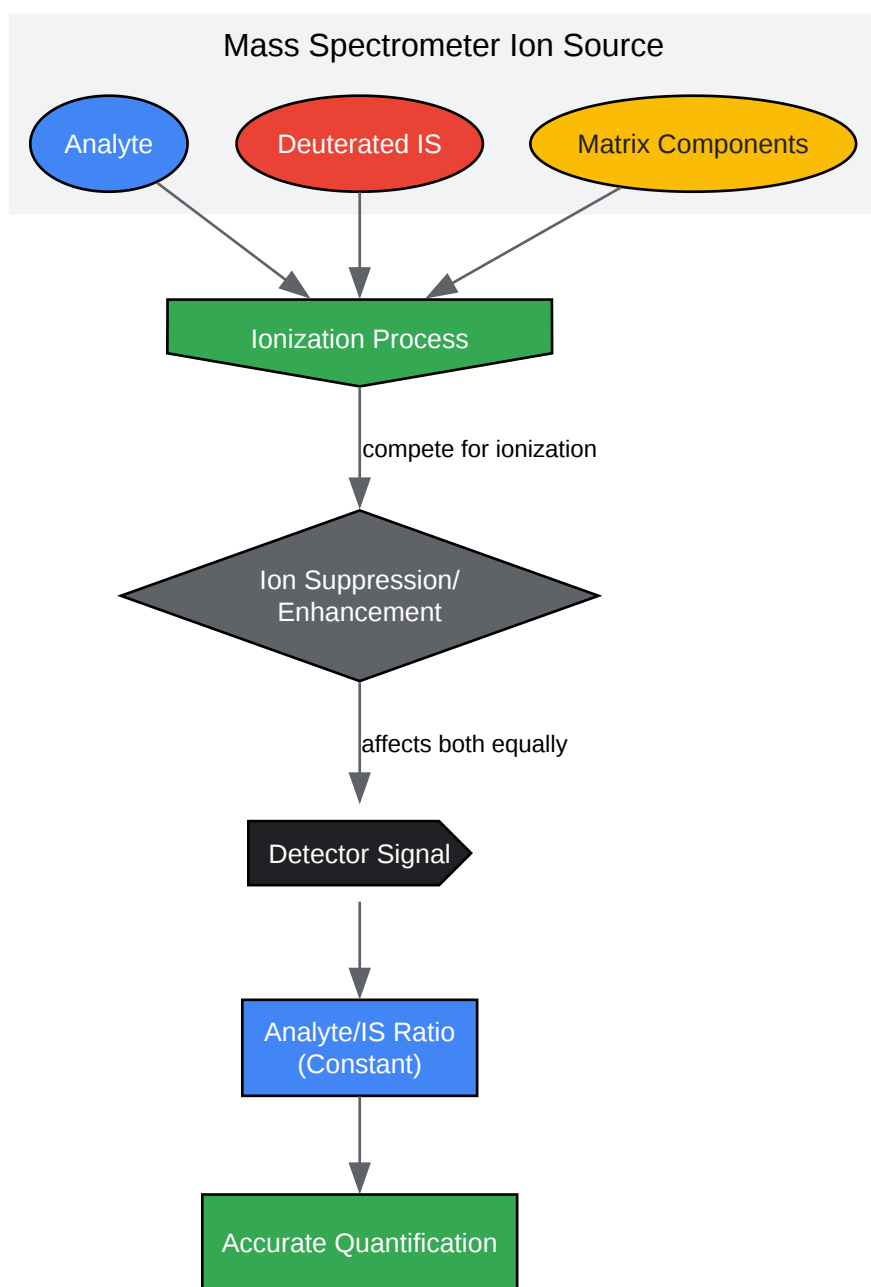 Mass Spectrometer Ion Source
Analyte
Deuterated IS
Matrix Components
Ionization Process
compete for ionization
Ion Suppression/
Enhancement
affects both equally
Detector Signal
Analyte/IS Ratio
(Constant)
Accurate Quantification